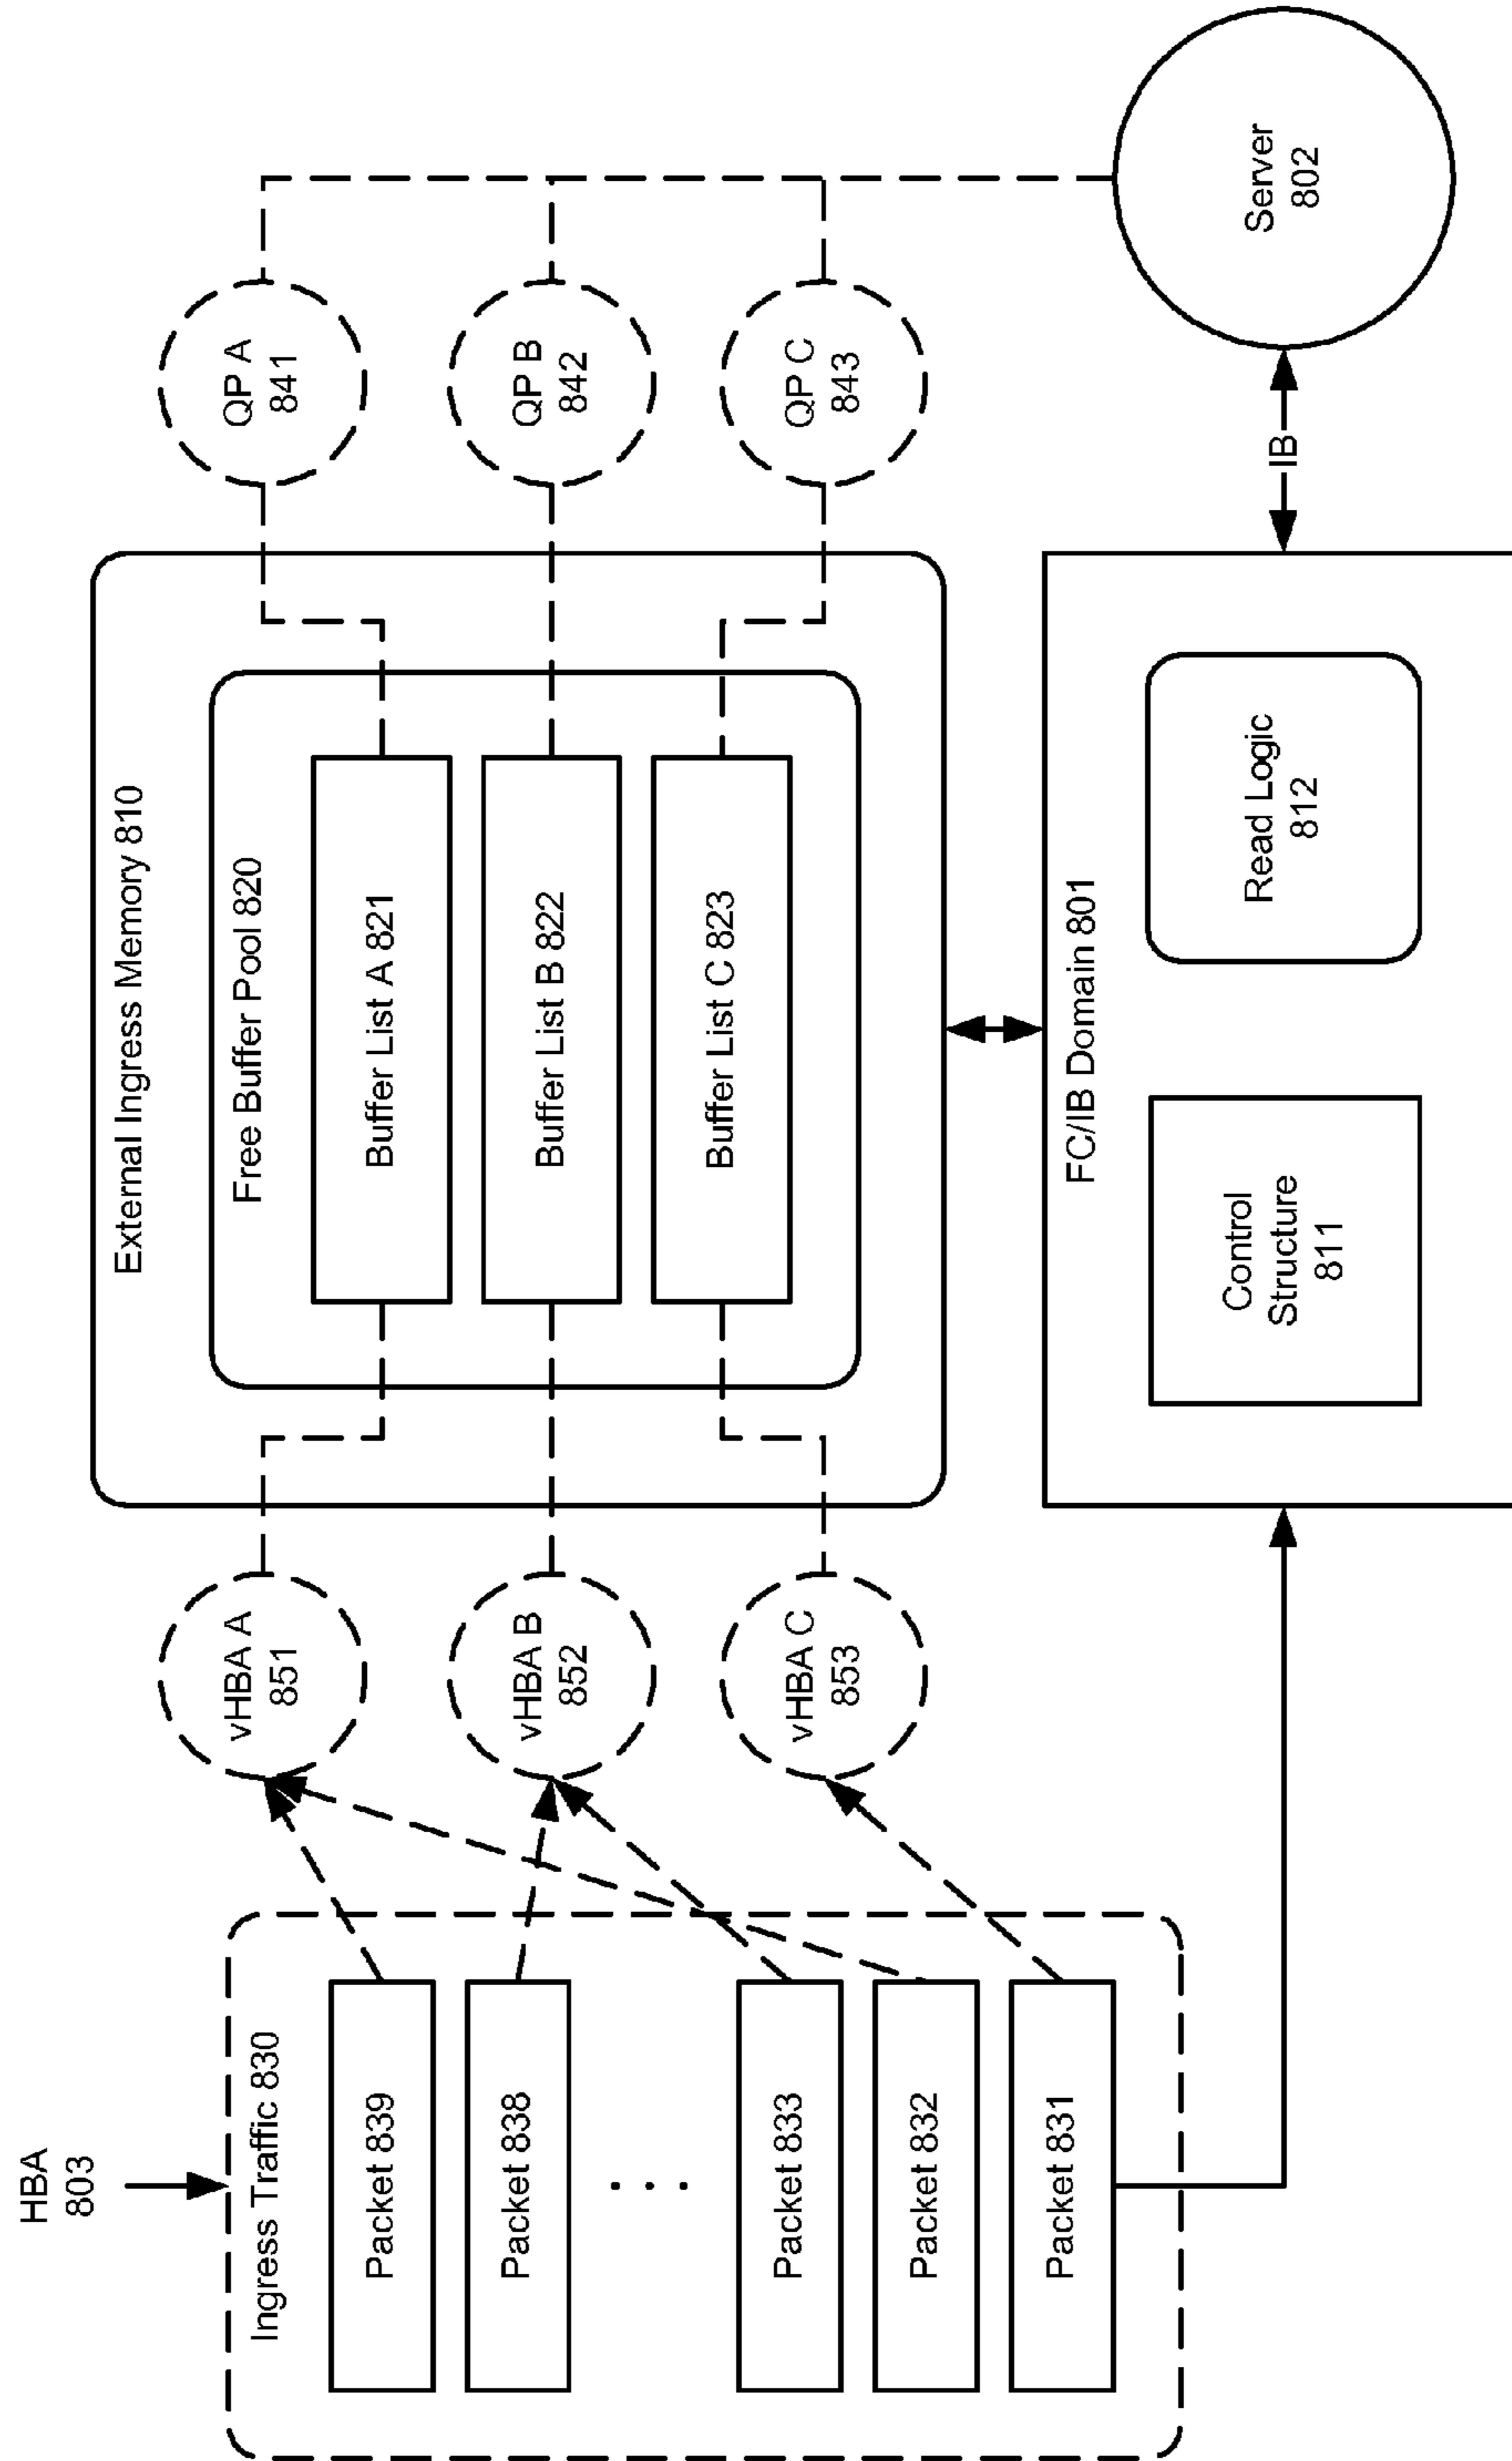 HBA
803
Ingress Traffic 830
Packet 839
Packet 838
. . .
Packet 833
Packet 832
Packet 831
vHBA A
851
vHBA B
852
vHBA C
853
External Ingress Memory 810
Free Buffer Pool 820
Buffer List A 821
Buffer List B 822
Buffer List C 823
QP A
841
QP B
842
QP C
843
FC/IB Domain 801
Control
Structure
811
Read Logic
812
IB
Server
802